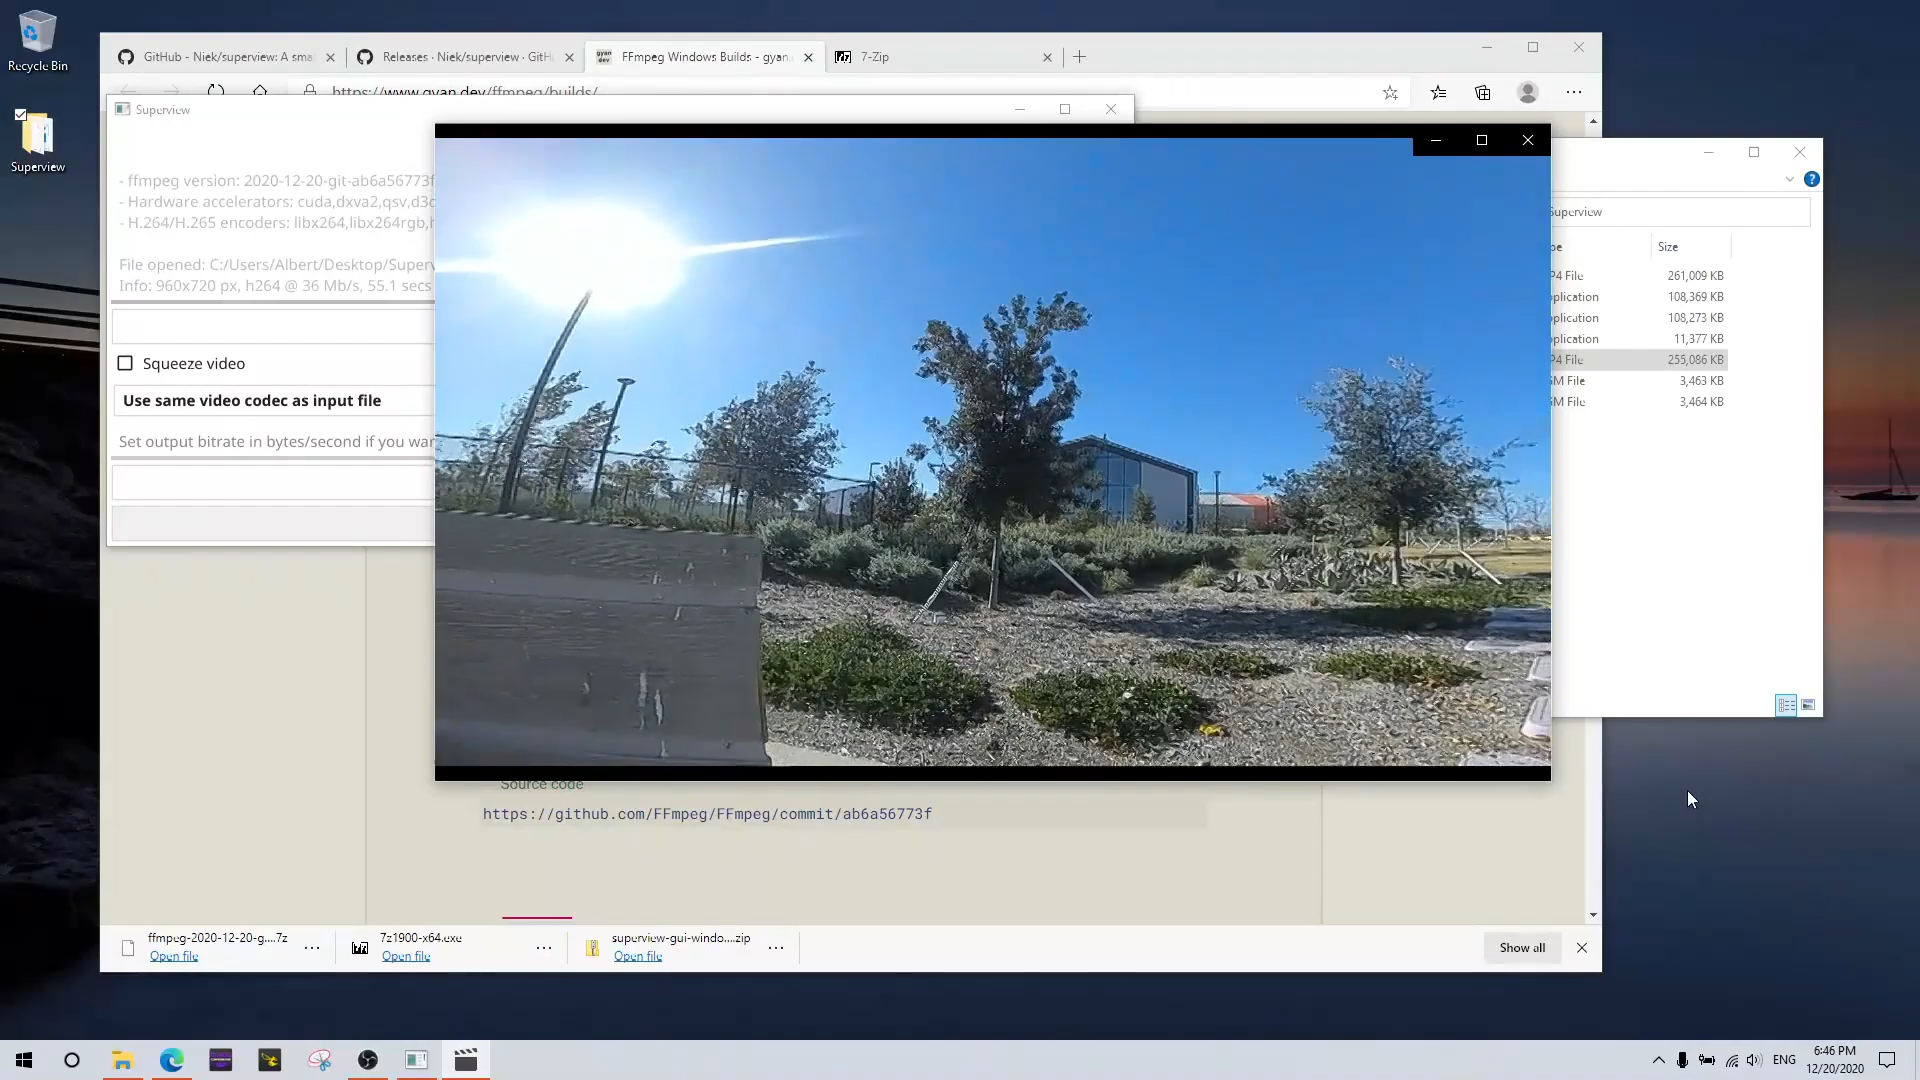 Recycle Bin
Superview
GitHub - Niek/superview: A sma
Releases · Niek/superview · GitH
FFmpeg Windows Builds - gyan.
7-Zip
https://www.gyan.dev/ffmpeg/builds/
Superview
- ffmpeg version: 2020-12-20-git-ab6a56773f
- Hardware accelerators: cuda,dxva2,qsv,d3d
- H.264/H.265 encoders: libx264,libx264rgb,h
File opened: C:/Users/Albert/Desktop/Superv
Info: 960x720 px, h264 @ 36 Mb/s, 55.1 secs
Squeeze video
Use same video codec as input file
Set output bitrate in bytes/second if you wan
Superview
pe
Size
P4 File
261,009 KB
plication
108,369 KB
plication
108,273 KB
plication
11,377 KB
P4 File
255,086 KB
GM File
3,463 KB
GM File
3,464 KB
Source code
https://github.com/FFmpeg/FFmpeg/commit/ab6a56773f
ffmpeg-2020-12-20-g....7z
Open file
7z1900-x64.exe
Open file
superview-gui-windo....zip
Open file
Show all
ENG
6:46 PM
12/20/2020